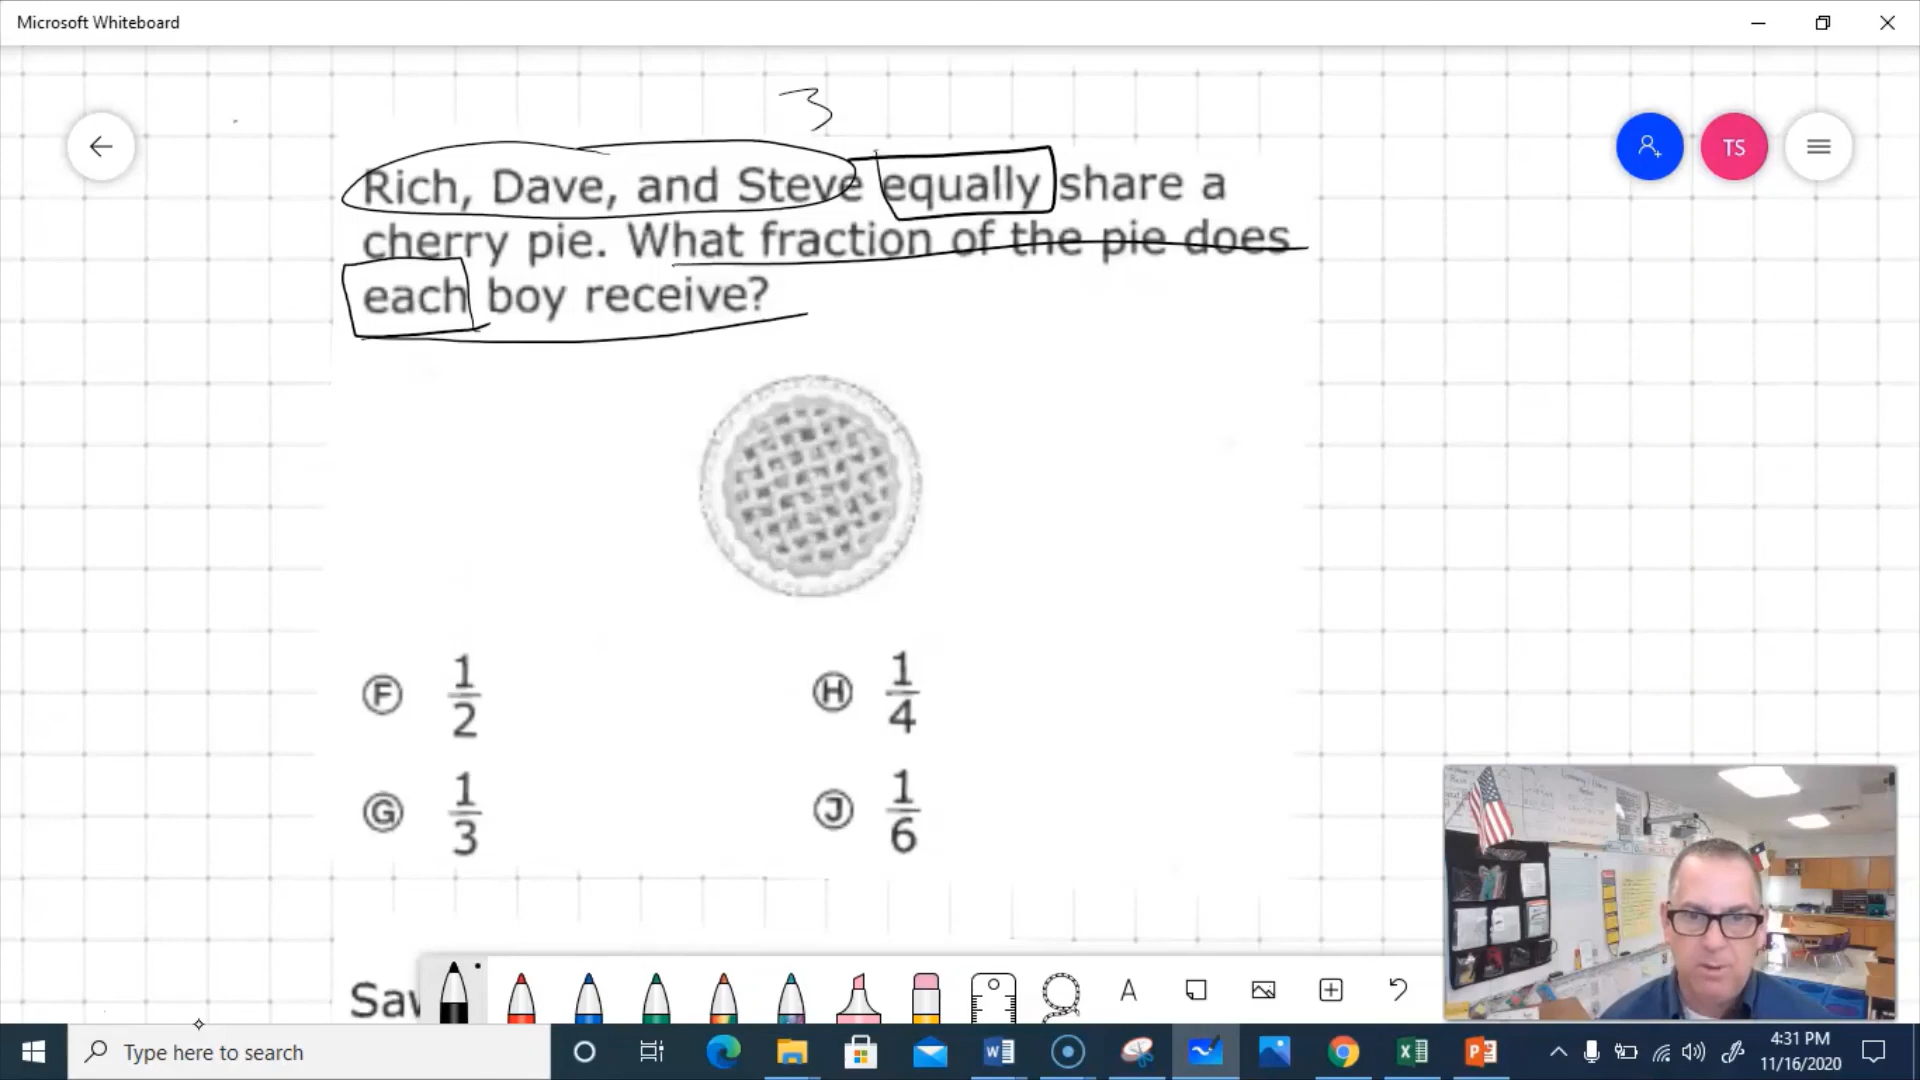 Microsoft Whiteboard
3
TS
Rich, Dave, and Steve equally share a
cherry pie. What fraction of the pie does
each boy receive?
F 1/2
H 1/4
G 1/3
J 1/6
Saw
A
Type here to search
4:31 PM
11/16/2020